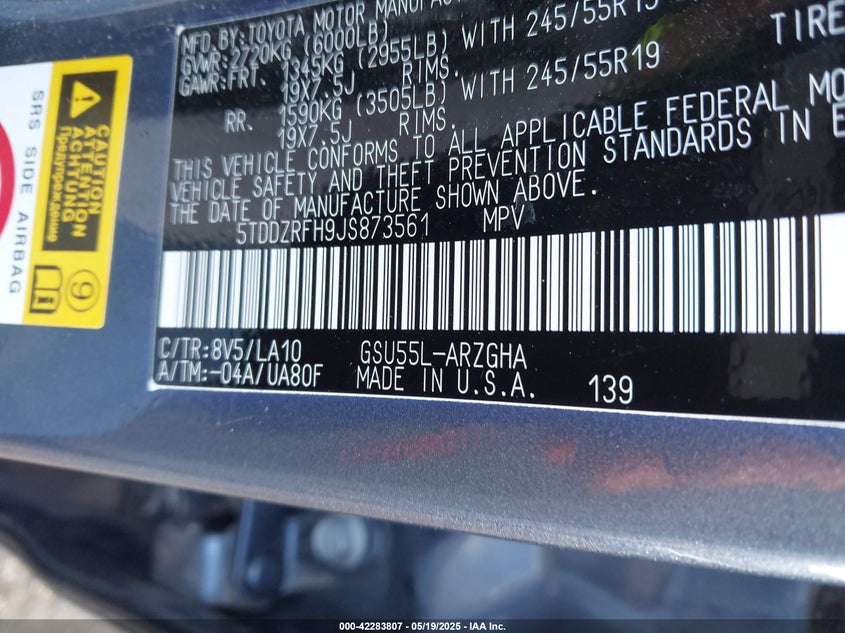 MFD.BY:TOYOTA MOTOR
GVWR:2720KG (6000LB)
GAWR:FRT. 1345KG (2955LB) WITH 245/55R19 TIRE
19X7.5J RIMS.
RR. 1590KG (3505LB) WITH 245/55R19
19X7.5J RIMS.
THIS VEHICLE CONFORMS TO ALL APPLICABLE FEDERAL
VEHICLE SAFETY AND THEFT PREVENTION STANDARDS IN
THE DATE OF MANUFACTURE SHOWN ABOVE.
5TDDZRFH9JS873561 MPV
C/TR:8V5/LA10 GSU55L-ARZGHA
A/TM:-04A/UA80F MADE IN U.S.A. 139
CAUTION
ATTENTION
ACHTUNG
Предупреждение
SRS SIDE AIRBAG
9
000-42283807 - 05/19/2025 - IAA Inc.